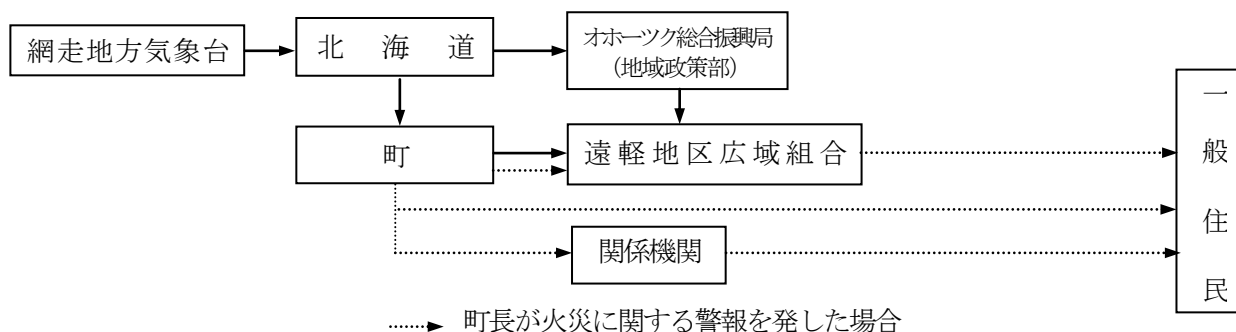 網走地方気象台
北海道
オホーツク総合振興局
（地域政策部）
町
遠軽地区広域組合
関係機関
一般住民
町長が火災に関する警報を発した場合